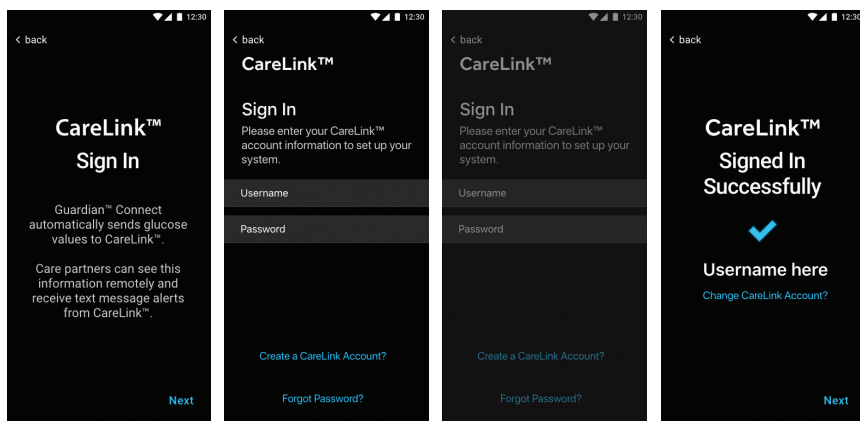 12:30
< back
CareLink™
Sign In
Guardian™ Connect
automatically sends glucose
values to CareLink™.
Care partners can see this
information remotely and
receive text message alerts
from CareLink™.
Next
12:30
< back
CareLink™
Sign In
Please enter your CareLink™
account information to set up your
system.
Username
Password
Create a CareLink Account?
Forgot Password?
12:30
< back
CareLink™
Sign In
Please enter your CareLink™
account information to set up your
system.
Username
Password
Create a CareLink Account?
Forgot Password?
12:30
< back
CareLink™
Signed In
Successfully
Username here
Change CareLink Account?
Next